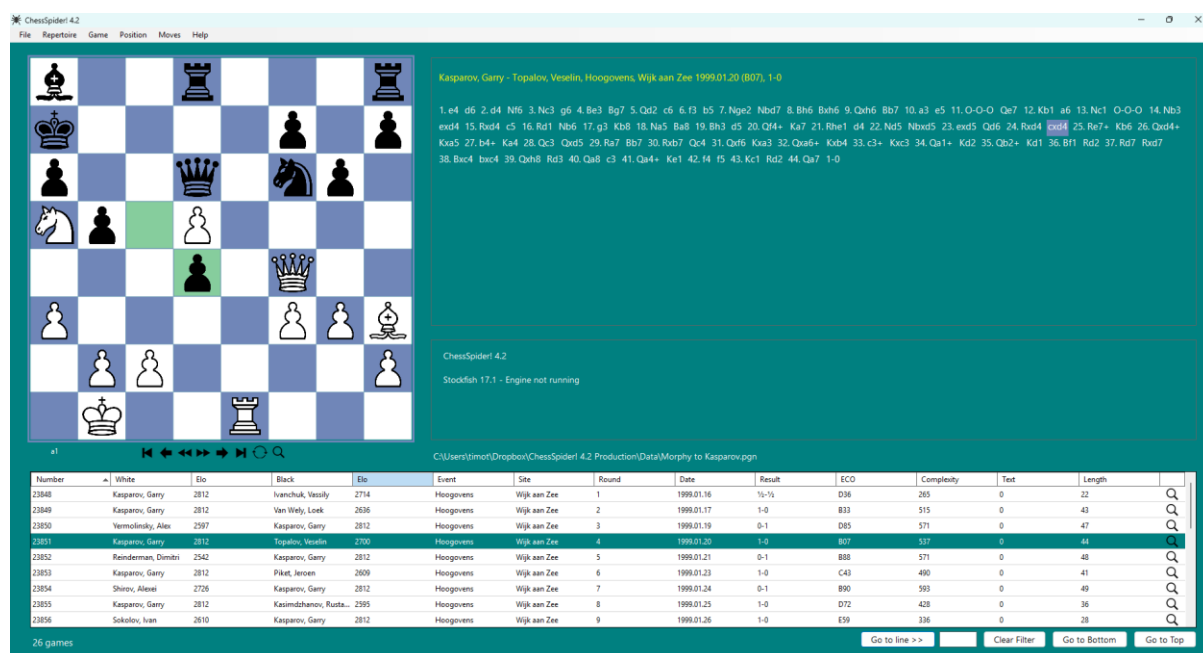 ChessSpider! 4.2
File Repertoire Game Position Moves Help
Kasparov, Garry - Topalov, Veselin, Hoogovens, Wijk aan Zee 1999.01.20 (B07), 1-0
1. e4 d6 2. d4 Nf6 3. Nc3 g6 4. Be3 Bg7 5. Qd2 c6 6. f3 b5 7. Nge2 Nbd7 8. Bh6 Bxh6 9. Qxh6 Bb7 10. a3 e5 11. O-O-O Qe7 12. Kb1 a6 13. Nc1 O-O-O 14. Nb3
exd4 15. Rxd4 c5 16. Rd1 Nb6 17. g3 Kb8 18. Na5 Ba8 19. Bh3 d5 20. Qf4+ Ka7 21. Rhe1 d4 22. Nd5 Nbxd5 23. exd5 Qd6 24. Rxd4 cxd4 25. Re7+ Kb6 26. Qxd4+
Kxa5 27. b4+ Ka4 28. Qc3 Qxd5 29. Ra7 Bb7 30. Rxb7 Qc4 31. Qxf6 Kxa3 32. Qxa6+ Kxb4 33. c3+ Kxc3 34. Qa1+ Kd2 35. Qb2+ Kd1 36. Bf1 Rd2 37. Rd7 Rxd7
38. Bxc4 bxc4 39. Qxh8 Rd3 40. Qa8 c3 41. Qa4+ Ke1 42. f4 f5 43. Kc1 Rd2 44. Qa7 1-0
ChessSpider! 4.2
Stockfish 17.1 - Engine not running
a1
C:\Users\timot\Dropbox\ChessSpider! 4.2 Production\Data\Morphy to Kasparov.pgn
Number White Elo Black Elo Event Site Round Date Result ECO Complexity Text Length
23848 Kasparov, Garry 2812 Ivanchuk, Vassily 2714 Hoogovens Wijk aan Zee 1 1999.01.16 ½-½ D36 265 0 22
23849 Kasparov, Garry 2812 Van Wely, Loek 2636 Hoogovens Wijk aan Zee 2 1999.01.17 1-0 B33 515 0 43
23850 Yermolinsky, Alex 2597 Kasparov, Garry 2812 Hoogovens Wijk aan Zee 3 1999.01.19 0-1 D85 571 0 47
23851 Kasparov, Garry 2812 Topalov, Veselin 2700 Hoogovens Wijk aan Zee 4 1999.01.20 1-0 B07 537 0 44
23852 Reinderman, Dimitri 2542 Kasparov, Garry 2812 Hoogovens Wijk aan Zee 5 1999.01.21 0-1 B88 571 0 48
23853 Kasparov, Garry 2812 Piket, Jeroen 2609 Hoogovens Wijk aan Zee 6 1999.01.23 1-0 C43 490 0 41
23854 Shirov, Alexei 2726 Kasparov, Garry 2812 Hoogovens Wijk aan Zee 7 1999.01.24 0-1 B90 593 0 49
23855 Kasparov, Garry 2812 Kasimdzhanov, Rusta... 2595 Hoogovens Wijk aan Zee 8 1999.01.25 1-0 D72 428 0 36
23856 Sokolov, Ivan 2610 Kasparov, Garry 2812 Hoogovens Wijk aan Zee 9 1999.01.26 0-1 E59 336 0 28
26 games Go to line >> Clear Filter Go to Bottom Go to Top